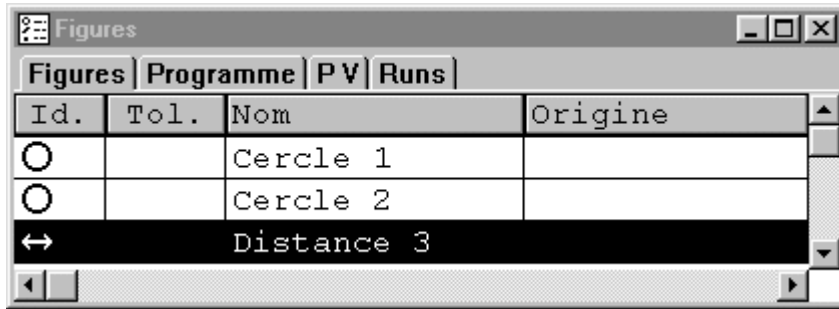 Figures
Figures Programme P V Runs
Id. Tol. Nom Origine
Cercle 1
Cercle 2
Distance 3